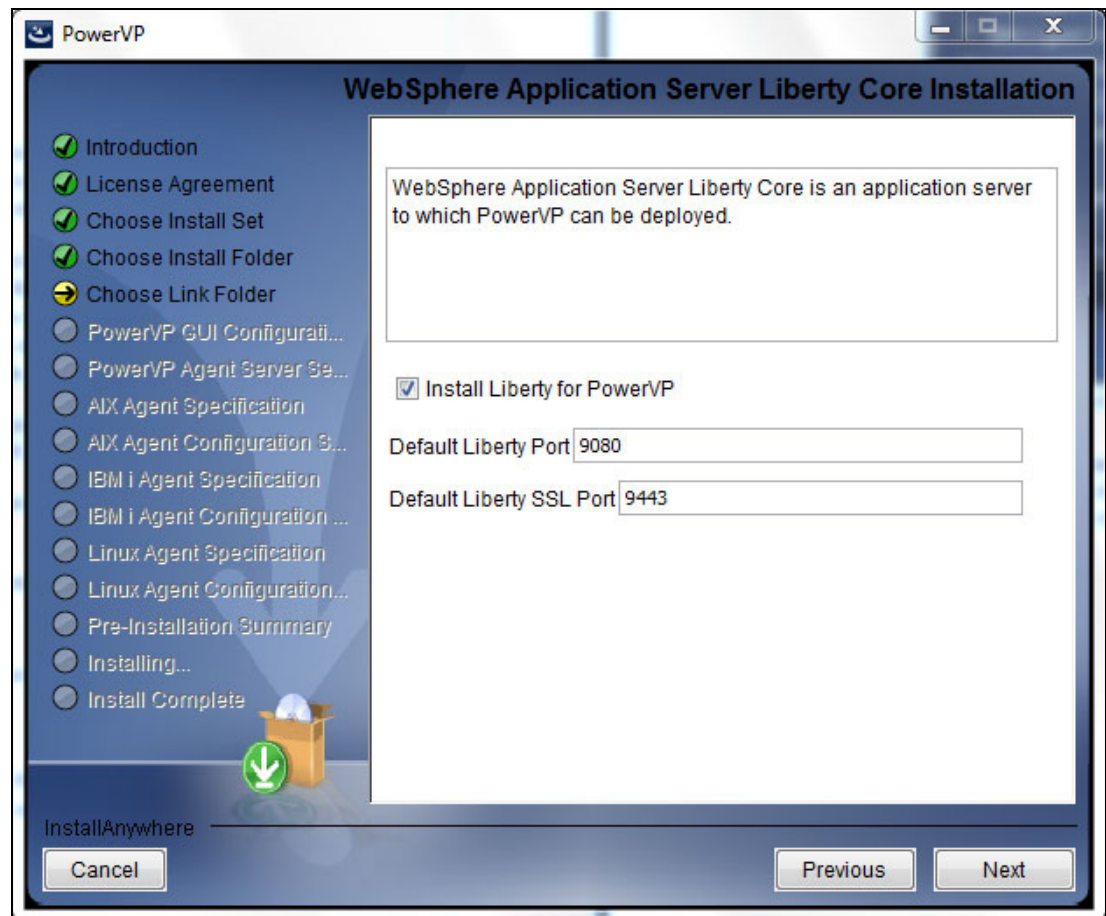 PowerVP
WebSphere Application Server Liberty Core Installation
Introduction
License Agreement
Choose Install Set
Choose Install Folder
Choose Link Folder
PowerVP GUI Configurati...
PowerVP Agent Server Se...
AIX Agent Specification
AIX Agent Configuration S...
IBM i Agent Specification
IBM i Agent Configuration ...
Linux Agent Specification
Linux Agent Configuration...
Pre-Installation Summary
Installing...
Install Complete
WebSphere Application Server Liberty Core is an application server
to which PowerVP can be deployed.
Install Liberty for PowerVP
Default Liberty Port 9080
Default Liberty SSL Port 9443
InstallAnywhere
Cancel
Previous
Next